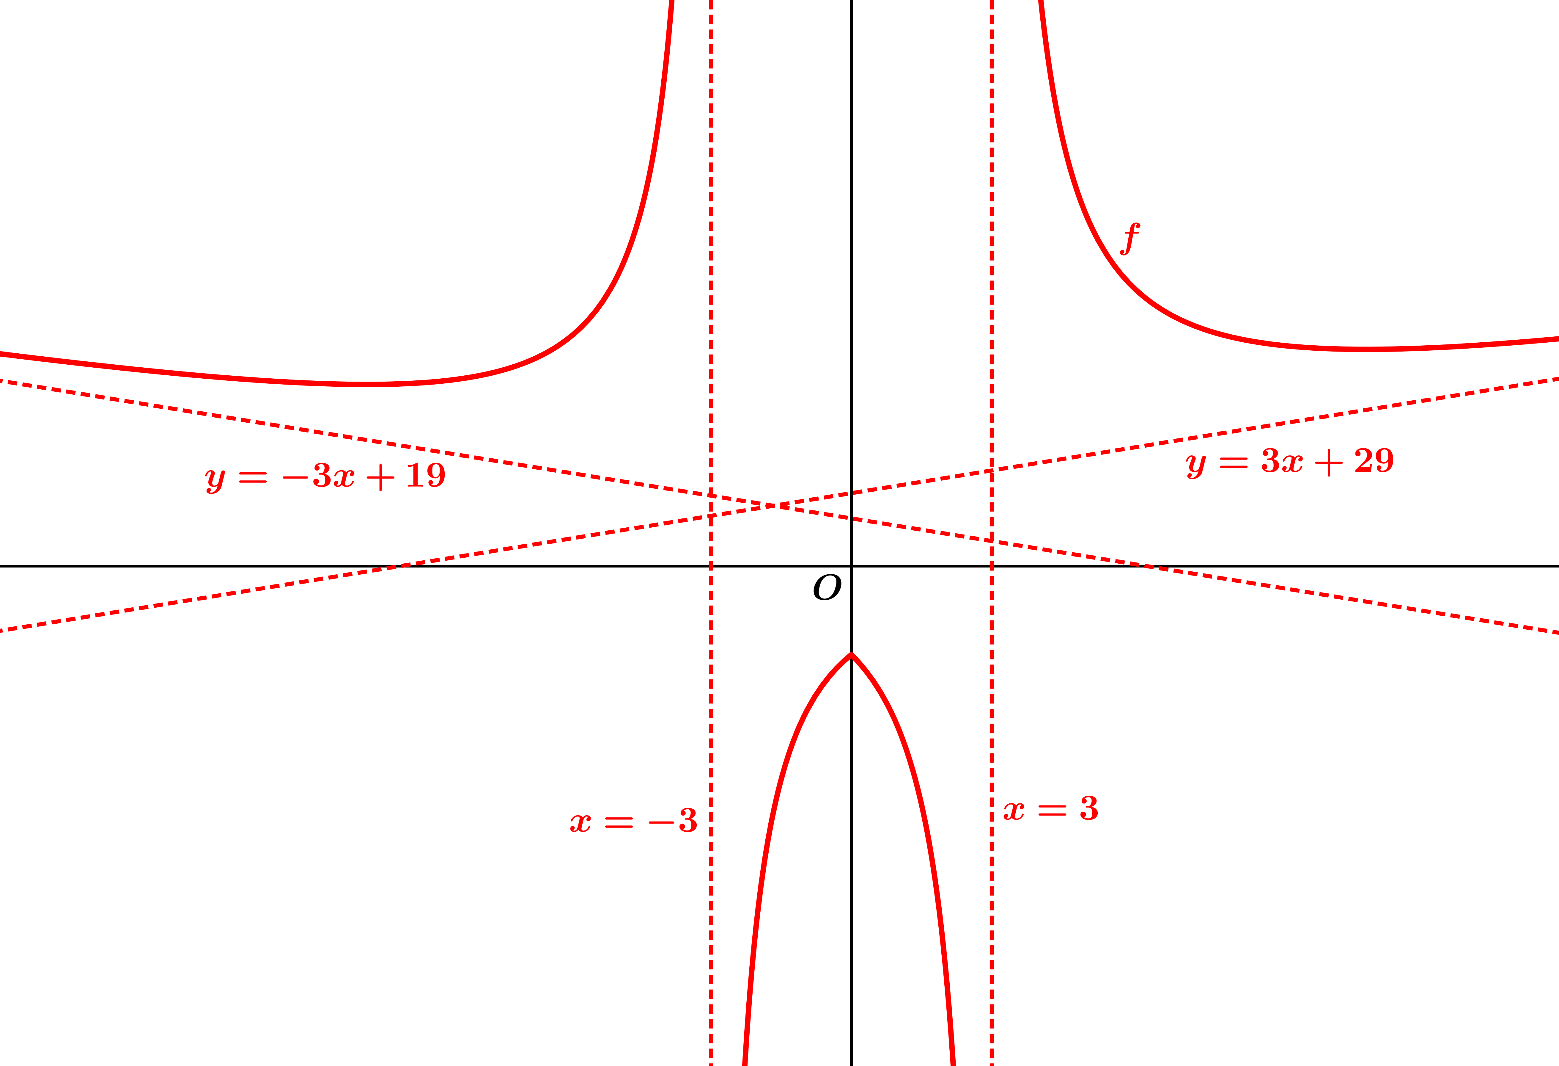 f
y = −3x + 19
y = 3x + 29
O
x = −3
x = 3